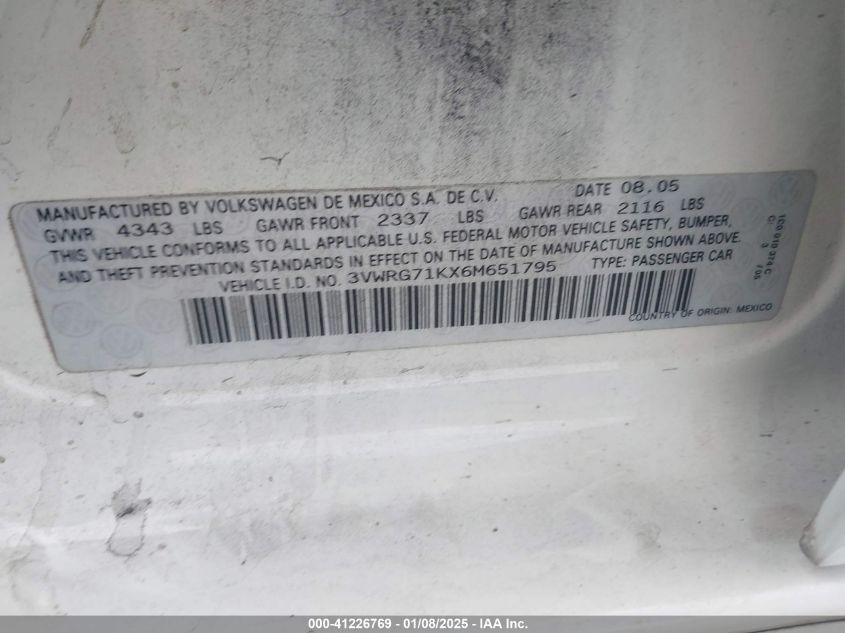 MANUFACTURED BY VOLKSWAGEN DE MEXICO S.A. DE C.V. DATE 08.05
GVWR 4343 LBS GAWR FRONT 2337 LBS GAWR REAR 2116 LBS
THIS VEHICLE CONFORMS TO ALL APPLICABLE U.S. FEDERAL MOTOR VEHICLE SAFETY, BUMPER,
AND THEFT PREVENTION STANDARDS IN EFFECT ON THE DATE OF MANUFACTURE SHOWN ABOVE.
VEHICLE I.D. NO. 3VWRG71KX6M651795 TYPE: PASSENGER CAR
COUNTRY OF ORIGIN: MEXICO
000-41226769 - 01/08/2025 - IAA Inc.